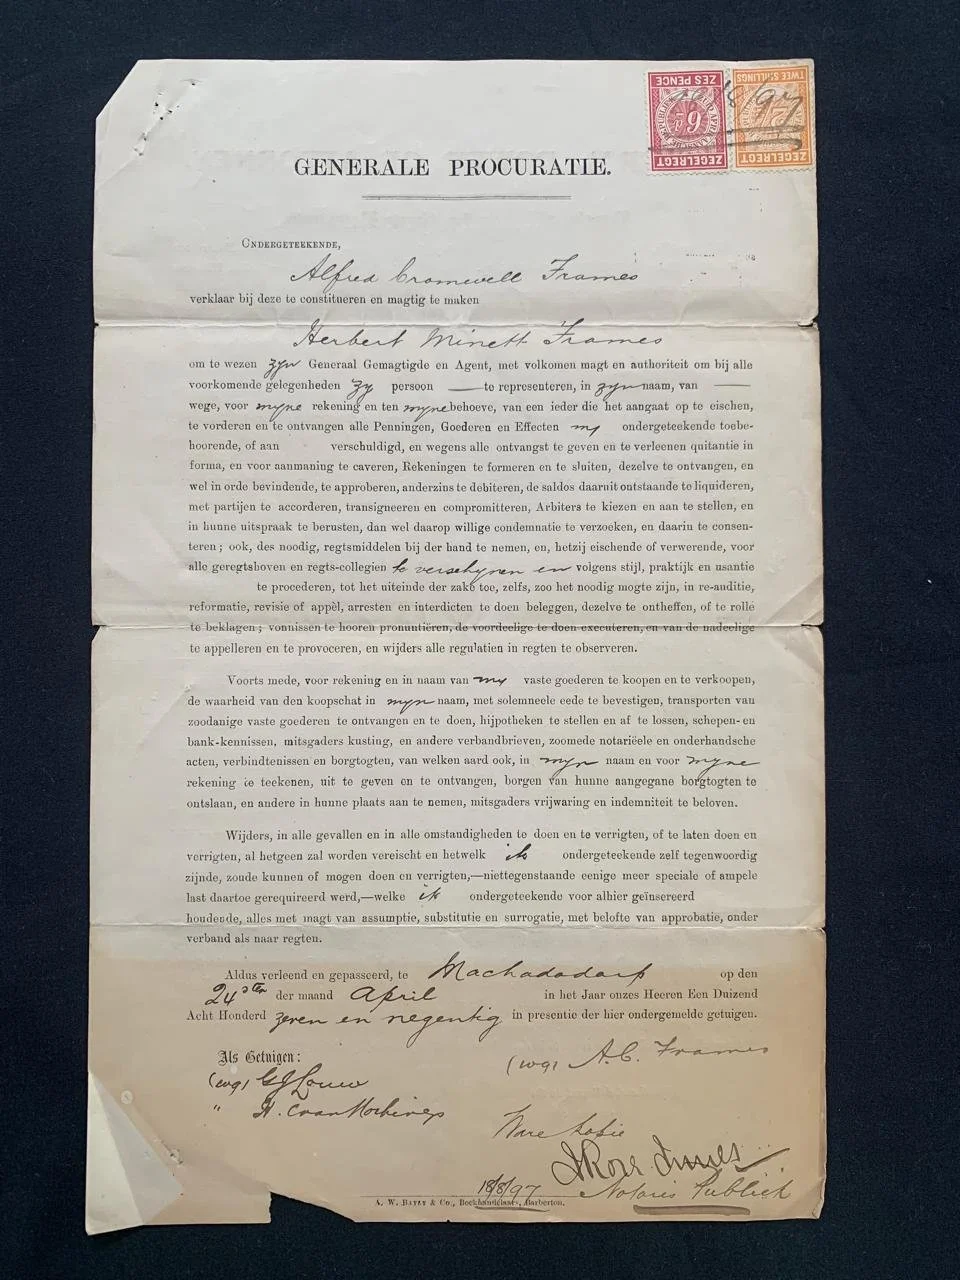 ZES PENCE
6d
ZEGELREGT
TWEE SHILLINGS
2/-
ZEGELREGT
97
GENERALE PROCURATIE.
ONDERGETEEKENDE,
Alfred Cromwell Frames
verklaar bij deze te constitueren en magtig te maken
Herbert Minett Frames
om te wezen zyn Generaal Gemagtigde en Agent, met volkomen magt en authoriteit om bij alle
voorkomende gelegenheden zy persoon te representeren, in zyn naam, van
wege, voor myne rekening en ten myne behoeve, van een ieder die het aangaat op te eischen,
te vorderen en te ontvangen alle Penningen, Goederen en Effecten my ondergeteekende toebe-
hoorende, of aan verschuldigd, en wegens alle ontvangst te geven en te verleenen quitantie in
forma, en voor aanmaning te caveren, Rekeningen te formeren en te sluiten, dezelve te ontvangen, en
wel in orde bevindende, te approberen, anderzins te debiteren, de saldos daaruit ontstaande te liquideren,
met partijen te accorderen, transigneren en compromitteren, Arbiters te kiezen en aan te stellen, en
in hunne uitspraak te berusten, dan wel daarop willige condemnatie te verzoeken, en daarin te consen-
teren; ook, des noodig, regtsmiddelen bij der hand te nemen, en, hetzij eischende of verwerende, voor
alle geregtshoven en regts-collegien te verschynen en volgens stijl, praktijk en usantie
te procederen, tot het uiteinde der zake toe, zelfs, zoo het noodig mogte zijn, in re-auditie,
reformatie, revisie of appèl, arresten en interdicten te doen beleggen, dezelve te ontheffen, of te rolle
te beklagen; vonnissen te hooren pronuntiëren, de voordeelige te doen executeren, en van de nadeelige
te appelleren en te provoceren, en wijders alle regulatien in regten te observeren.
Voorts mede, voor rekening en in naam van my vaste goederen te koopen en te verkoopen,
de waarheid van den koopschat in myn naam, met solemneele eede te bevestigen, transporten van
zoodanige vaste goederen te ontvangen en te doen, hijpotheken te stellen en af te lossen, schepen- en
bank-kennissen, mitsgaders kusting, en andere verbandbrieven, zoomede notariëele en onderhandsche
acten, verbindtenissen en borgtogten, van welken aard ook, in myn naam en voor myne
rekening te teekenen, uit te geven en te ontvangen, borgen van hunne aangegane borgtogten te
ontslaan, en andere in hunne plaats aan te nemen, mitsgaders vrijwaring en indemniteit te beloven.
Wijders, in alle gevallen en in alle omstandigheden te doen en te verrigten, of te laten doen en
verrigten, al hetgeen zal worden vereischt en hetwelk ik ondergeteekende zelf tegenwoordig
zijnde, zoude kunnen of mogen doen en verrigten,—niettegenstaande eenige meer speciale of ampele
last daartoe gerequireerd werd,—welke ik ondergeteekende voor alhier geïnsereerd
houdende, alles met magt van assumptie, substitutie en surrogatie, met belofte van approbatie, onder
verband als naar regten.
Aldus verleend en gepasseerd, te Machadodorp op den
24sten der maand April in het Jaar onzes Heeren Een Duizend
Acht Honderd zeven en negentig in presentie der hier ondergemelde getuigen.
Als Getuigen:
(wg) A.C. Frames
(wg) G J Louw
" H.
Ware kopie
Notaris Publiek
18/8/97
A. W. BAYLY & Co., Boekhandelaars, Barberton.